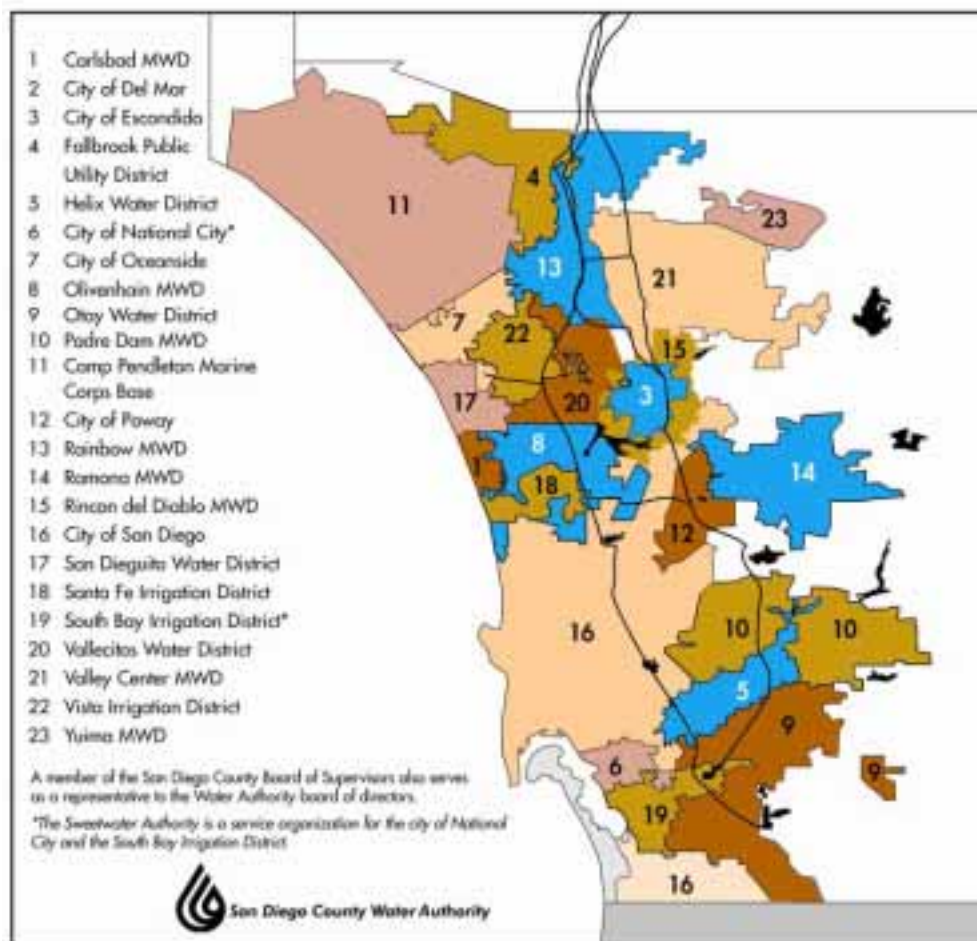 1 Carlsbad MWD
2 City of Del Mar
3 City of Escondido
4 Fallbrook Public
Utility District
5 Helix Water District
6 City of National City*
7 City of Oceanside
8 Olivenhain MWD
9 Otay Water District
10 Padre Dam MWD
11 Camp Pendleton Marine
Corps Base
12 City of Poway
13 Rainbow MWD
14 Ramona MWD
15 Rincon del Diablo MWD
16 City of San Diego
17 San Dieguito Water District
18 Santa Fe Irrigation District
19 South Bay Irrigation District*
20 Vallecitos Water District
21 Valley Center MWD
22 Vista Irrigation District
23 Yuima MWD
A member of the San Diego County Board of Supervisors also serves
as a representative to the Water Authority board of directors.
*The Sweetwater Authority is a service organization for the city of National
City and the South Bay Irrigation District
San Diego County Water Authority
4
11
23
13
21
7
22
15
17
20
3
8
1
18
14
12
16
10
10
5
9
6
9
19
16